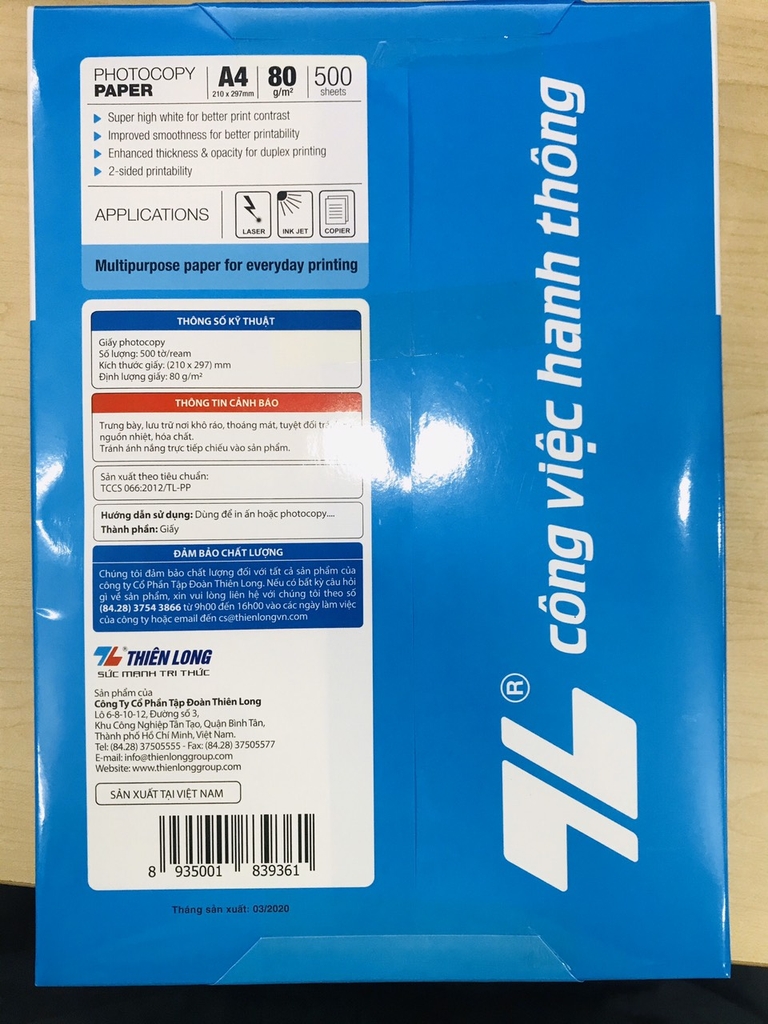 PHOTOCOPY PAPER
A4
210 x 297mm
80
g/m²
500
sheets
Super high white for better print contrast
Improved smoothness for better printability
Enhanced thickness & opacity for duplex printing
2-sided printability
APPLICATIONS
LASER
INK JET
COPIER
Multipurpose paper for everyday printing
THÔNG SỐ KỸ THUẬT
Giấy photocopy
Số lượng: 500 tờ/ream
Kích thước giấy: (210 x 297) mm
Định lượng giấy: 80 g/m²
THÔNG TIN CẢNH BÁO
Trưng bày, lưu trữ nơi khô ráo, thoáng mát, tuyệt đối
nguồn nhiệt, hóa chất.
Tránh ánh nắng trực tiếp chiếu vào sản phẩm.
Sản xuất theo tiêu chuẩn:
TCCS 066:2012/TL-PP
Hướng dẫn sử dụng: Dùng để in ấn hoặc photocopy....
Thành phần: Giấy
ĐẢM BẢO CHẤT LƯỢNG
Chúng tôi đảm bảo chất lượng đối với tất cả sản phẩm của
công ty Cổ Phần Tập Đoàn Thiên Long. Nếu có bất kỳ câu hỏi
gì về sản phẩm, xin vui lòng liên hệ với chúng tôi theo số
(84.28) 3754 3866 từ 9h00 đến 16h00 vào các ngày làm việc
của công ty hoặc email đến cs@thienlongvn.com
TL® THIÊN LONG
SỨC MẠNH TRI THỨC
Sản phẩm của
Công Ty Cổ Phần Tập Đoàn Thiên Long
Lô 6-8-10-12, Đường số 3,
Khu Công Nghiệp Tân Tạo, Quận Bình Tân,
Thành phố Hồ Chí Minh, Việt Nam.
Tel: (84.28) 37505555 - Fax: (84.28) 37505577
E-mail: info@thienlonggroup.com
Website: www.thienlonggroup.com
SẢN XUẤT TẠI VIỆT NAM
8 935001 839361
Tháng sản xuất: 03/2020
TL® công việc hanh thông